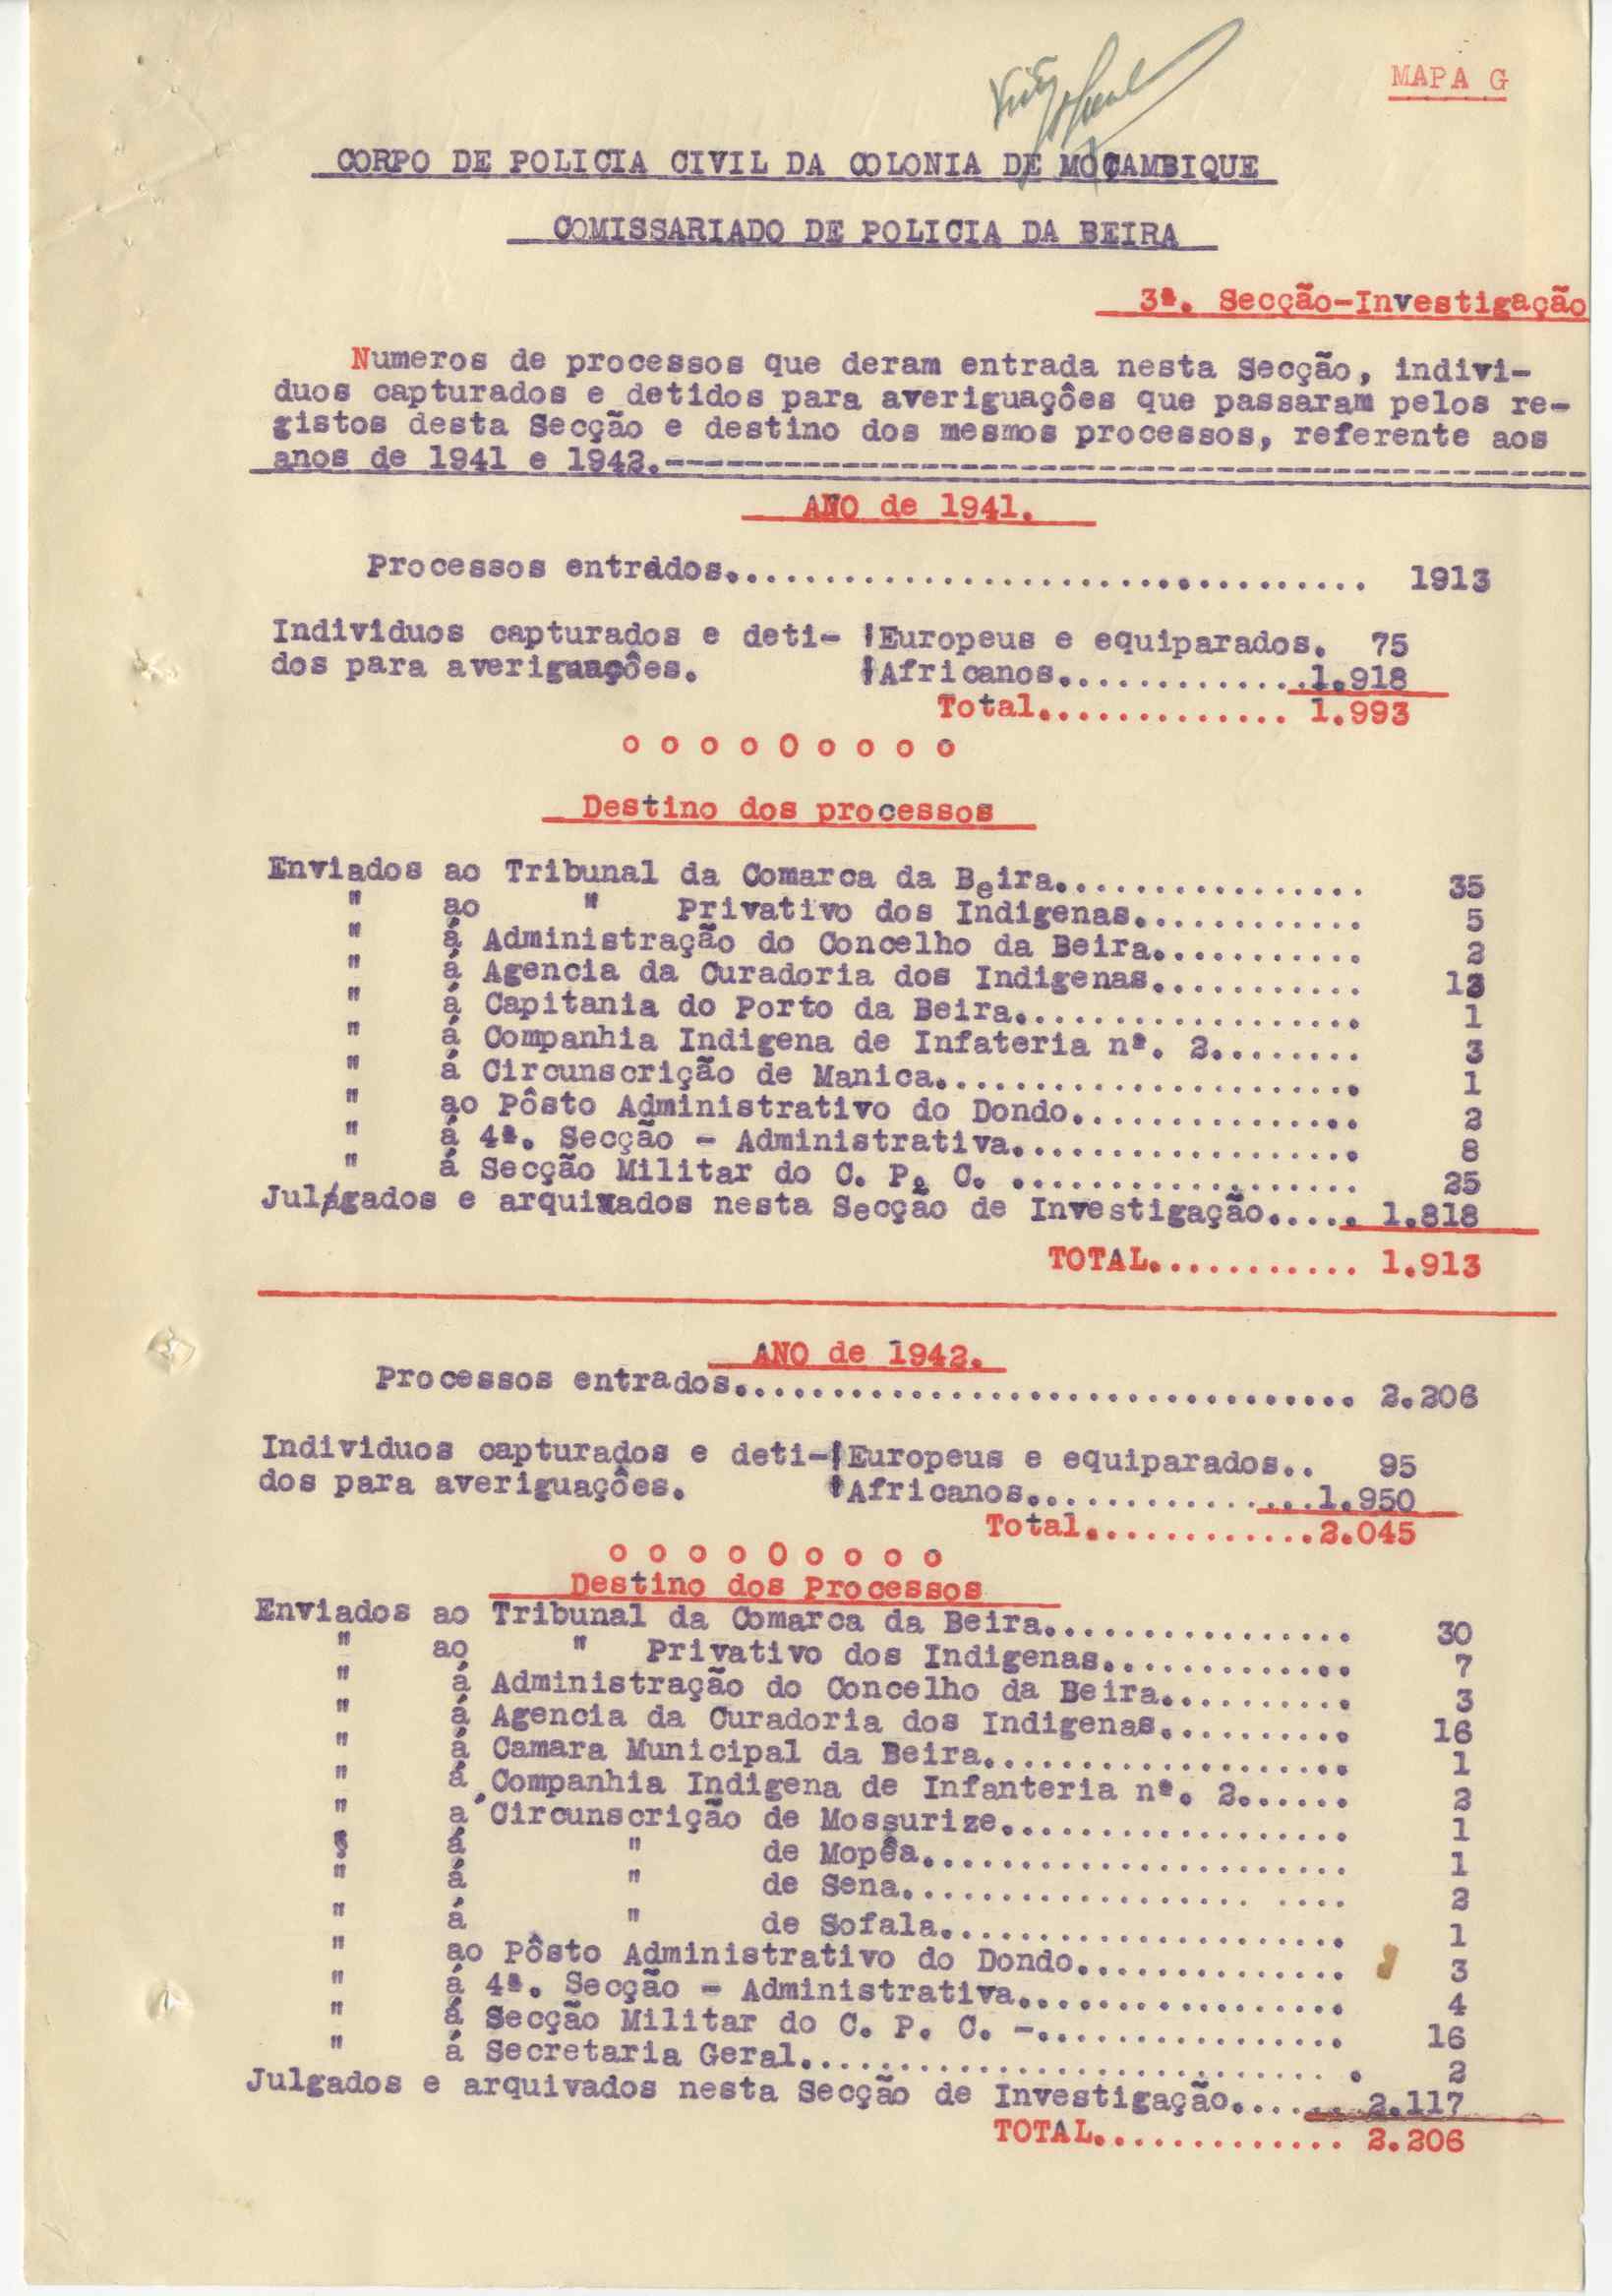 MAPA G
CORPO DE POLICIA CIVIL DA COLONIA DE MOÇAMBIQUE
COMISSARIADO DE POLICIA DA BEIRA
3ª. Secção-Investigação
Numeros de processos que deram entrada nesta Secção, indivi-
duos capturados e detidos para averiguações que passaram pelos re-
gistos desta Secção e destino dos mesmos processos, referente aos
anos de 1941 e 1942.-----------------------------------------------
ANO de 1941.
Processos entrados................................. 1913
Individuos capturados e deti- !Europeus e equiparados. 75
dos para averiguações. !Africanos..............1.918
Total............. 1.993
o o o o O o o o o
Destino dos processos
Enviados ao Tribunal da Comarca da Beira................ 35
" ao " Privativo dos Indigenas............ 5
" á Administração do Concelho da Beira........... 2
" á Agencia da Curadoria dos Indigenas........... 13
" á Capitania do Porto da Beira.................. 1
" á Companhia Indigena de Infateria nª. 2........ 3
" á Circunscrição de Manica...................... 1
" ao Pôsto Administrativo do Dondo............... 2
" á 4ª. Secção - Administrativa.................. 8
" á Secção Militar do C. P. C. .................. 25
Julgados e arquivados nesta Secção de Investigação..... 1.818
TOTAL........... 1.913
ANO de 1942.
Processos entrados................................ 2.206
Individuos capturados e deti-!Europeus e equiparados.. 95
dos para averiguações. !Africanos...............1.950
Total............2.045
o o o o O o o o o
Destino dos Processos
Enviados ao Tribunal da Comarca da Beira................ 30
" ao " Privativo dos Indigenas............. 7
" á Administração do Concelho da Beira.......... 3
" á Agencia da Curadoria dos Indigenas.......... 16
" á Camara Municipal da Beira................... 1
" á Companhia Indigena de Infanteria nª. 2...... 2
" a Circunscrição de Mossurize.................. 1
" á " de Mopêa...................... 1
" á " de Sena.................. .... 2
" á " de Sofala..................... 1
" ao Pôsto Administrativo do Dondo.............. 3
" á 4ª. Secção - Administrativa................. 4
" á Secção Militar do C. P. C. -................ 16
" á Secretaria Geral............................ 2
Julgados e arquivados nesta Secção de Investigação...... 2.117
TOTAL............. 2.206